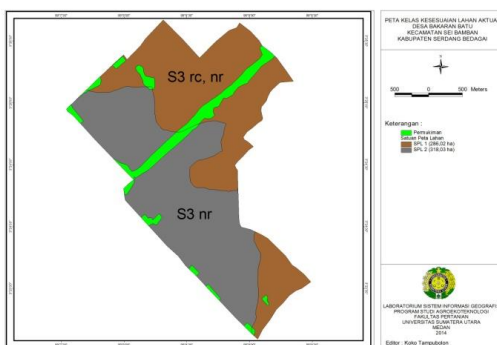 S3 rc, nr
S3 nr
PETA KELAS KESESUAIAN LAHAN AKTUA
DESA BAKARAN BATU
KECAMATAN SEI BAMBAN
KABUPATEN SERDANG BEDAGAI
500 0 500 Meters
Keterangan :
Permukiman
Satuan Peta Lahan
SPL 1 (286,02 ha)
SPL 2 (318,03 ha)
LABORATORIUM SISTEM INFORMASI GEOGRAFI
PROGRAM STUDI AGROEKOTEKNOLOGI
FAKULTAS PERTANIAN
UNIVERSITAS SUMATERA UTARA
MEDAN
2014
Editor : Koko Tampubolon